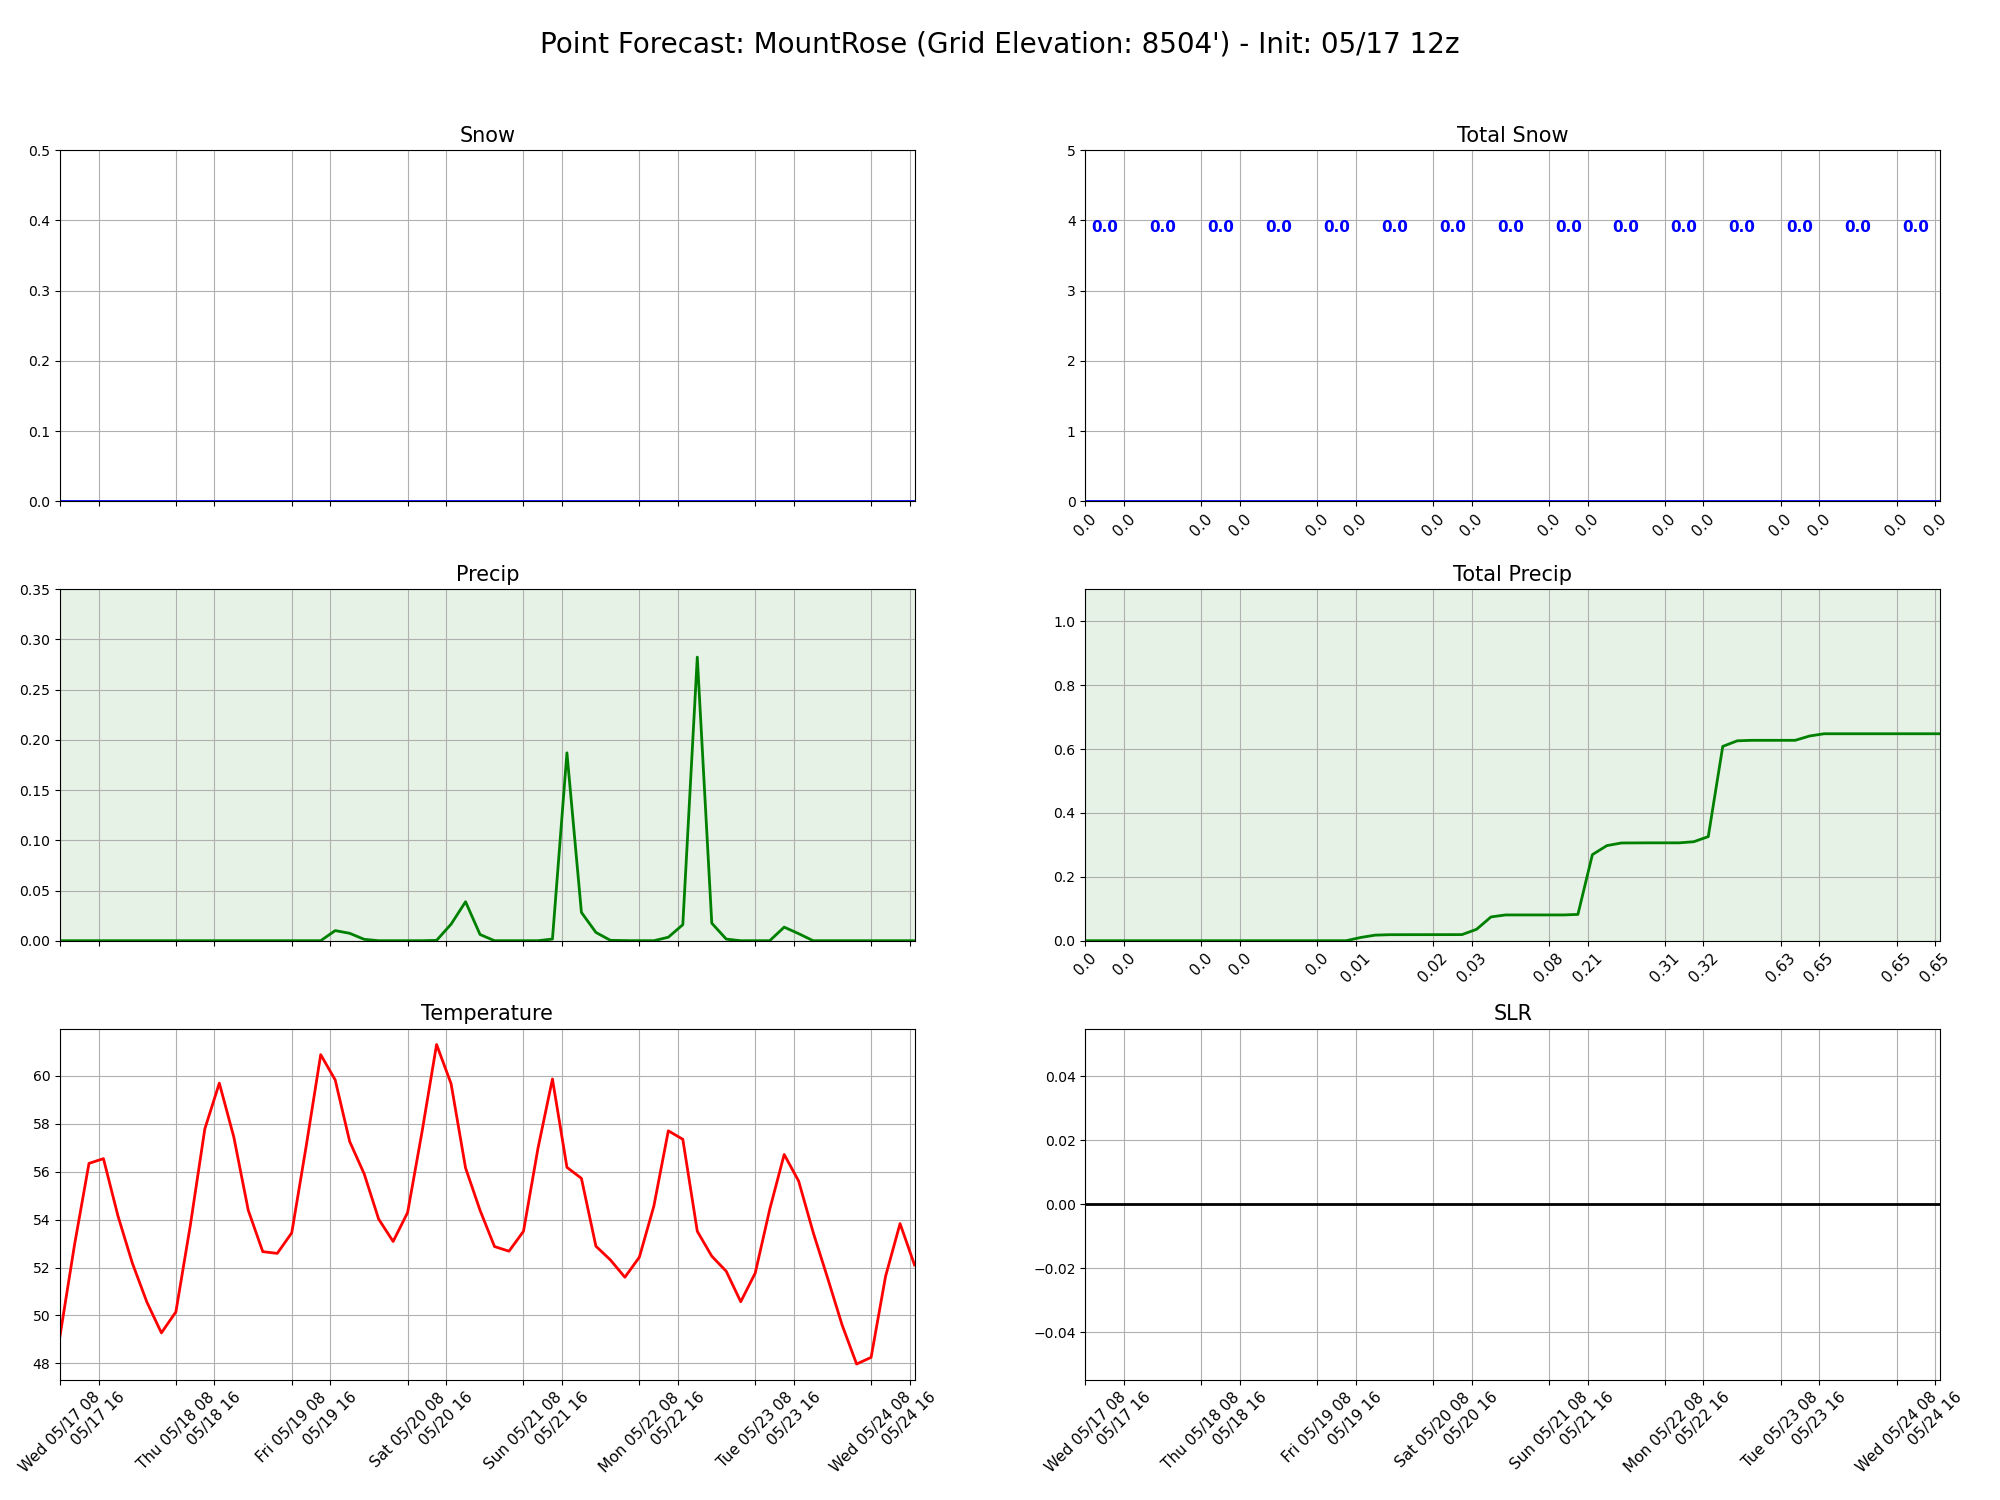 Point Forecast: MountRose (Grid Elevation: 8504') - Init: 05/17 12z
Snow
0.5
0.4
0.3
0.2
0.1
0.0
Total Snow
5
4
3
2
1
0
0.0 0.0 0.0 0.0 0.0 0.0 0.0 0.0 0.0 0.0 0.0 0.0 0.0 0.0 0.0
0.0 0.0 0.0 0.0 0.0 0.0 0.0 0.0 0.0 0.0 0.0 0.0 0.0 0.0 0.0 0.0
Precip
0.35
0.30
0.25
0.20
0.15
0.10
0.05
0.00
Total Precip
1.0
0.8
0.6
0.4
0.2
0.0
0.0 0.0 0.0 0.0 0.0 0.01 0.02 0.03 0.08 0.21 0.31 0.32 0.63 0.65 0.65 0.65
Temperature
60
58
56
54
52
50
48
Wed 05/17 08
05/17 16
Thu 05/18 08
05/18 16
Fri 05/19 08
05/19 16
Sat 05/20 08
05/20 16
Sun 05/21 08
05/21 16
Mon 05/22 08
05/22 16
Tue 05/23 08
05/23 16
Wed 05/24 08
05/24 16
SLR
0.04
0.02
0.00
−0.02
−0.04
Wed 05/17 08
05/17 16
Thu 05/18 08
05/18 16
Fri 05/19 08
05/19 16
Sat 05/20 08
05/20 16
Sun 05/21 08
05/21 16
Mon 05/22 08
05/22 16
Tue 05/23 08
05/23 16
Wed 05/24 08
05/24 16